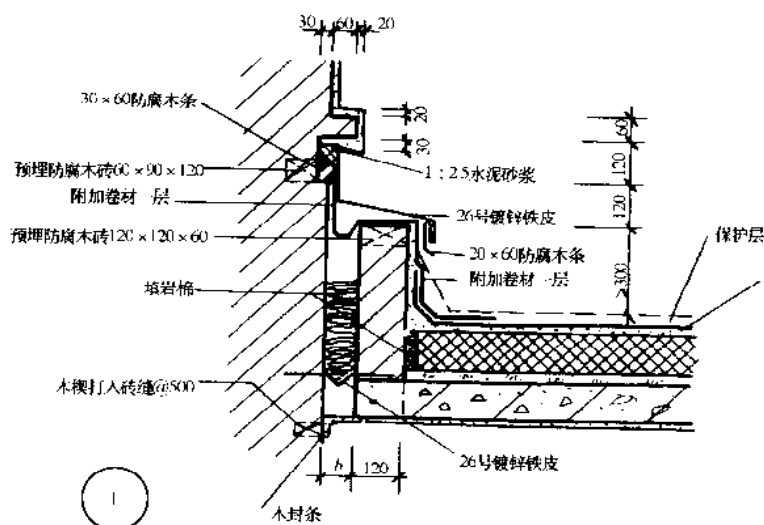 30 60 20
30×60防腐木条
20
60
30
预埋防腐木砖60×90×120
1：2.5水泥砂浆
120
附加卷材一层
26号镀锌铁皮
120
预埋防腐木砖120×120×60
20×60防腐木条
保护层
附加卷材一层
≥300
填岩棉
木楔打入砖缝@500
b 120
26号镀锌铁皮
1
木封条